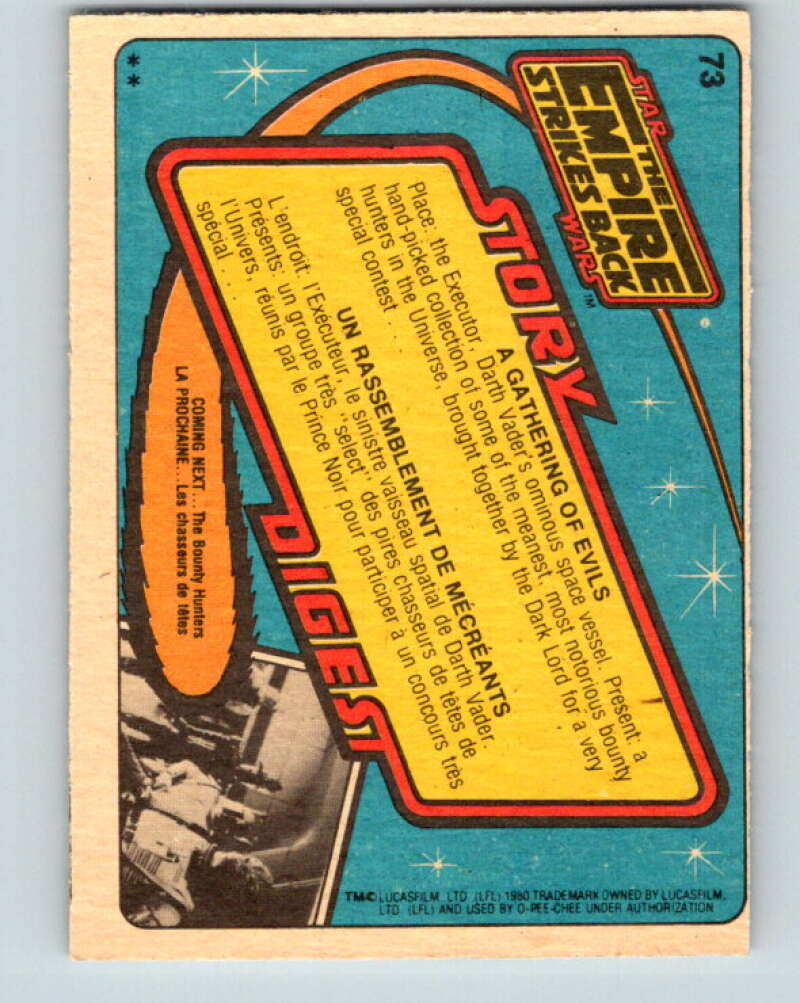 73
STAR
THE
EMPIRE
STRIKES BACK
WARS™
STORY
A GATHERING OF EVILS
Place: the Executor, Darth Vader's ominous space vessel. Present: a
hand-picked collection of some of the meanest, most notorious bounty
hunters in the Universe, brought together by the Dark Lord for a very
special contest . . .
UN RASSEMBLEMENT DE MÉCRÉANTS
L'endroit: l'Exécuteur, le sinistre vaisseau spatial de Darth Vader.
Présents: un groupe très "select" des pires chasseurs de têtes de
l'Univers, réunis par le Prince Noir pour participer à un concours très
spécial . . .
DIGEST
COMING NEXT... The Bounty Hunters
LA PROCHAINE... Les chasseurs de têtes
TM© LUCASFILM, LTD. (LFL) 1980 TRADEMARK OWNED BY LUCASFILM,
LTD. (LFL) AND USED BY O-PEE-CHEE UNDER AUTHORIZATION
**